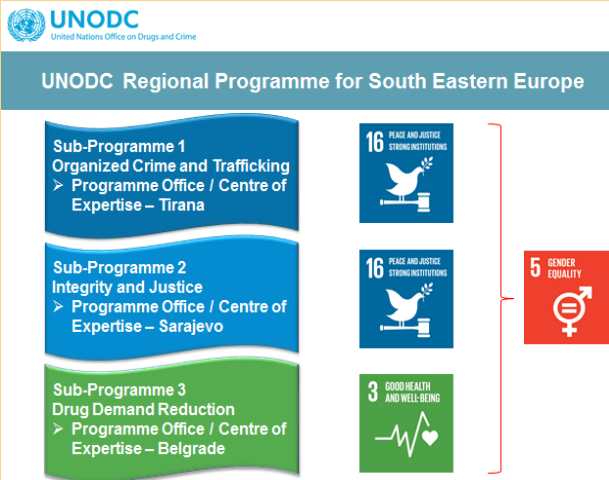 UNODC
United Nations Office on Drugs and Crime
UNODC Regional Programme for South Eastern Europe
Sub-Programme 1
Organized Crime and Trafficking
➢ Programme Office / Centre of
Expertise – Tirana
16 PEACE AND JUSTICE
STRONG INSTITUTIONS
Sub-Programme 2
Integrity and Justice
➢ Programme Office / Centre of
Expertise – Sarajevo
16 PEACE AND JUSTICE
STRONG INSTITUTIONS
5 GENDER
EQUALITY
Sub-Programme 3
Drug Demand Reduction
➢ Programme Office / Centre of
Expertise – Belgrade
3 GOOD HEALTH
AND WELL-BEING